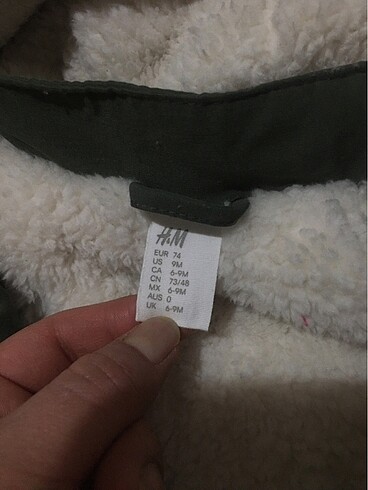 H&M
EUR 74
US 9M
CA 6-9M
CN 73/48
MX 6-9M
AUS 0
UK 6-9M